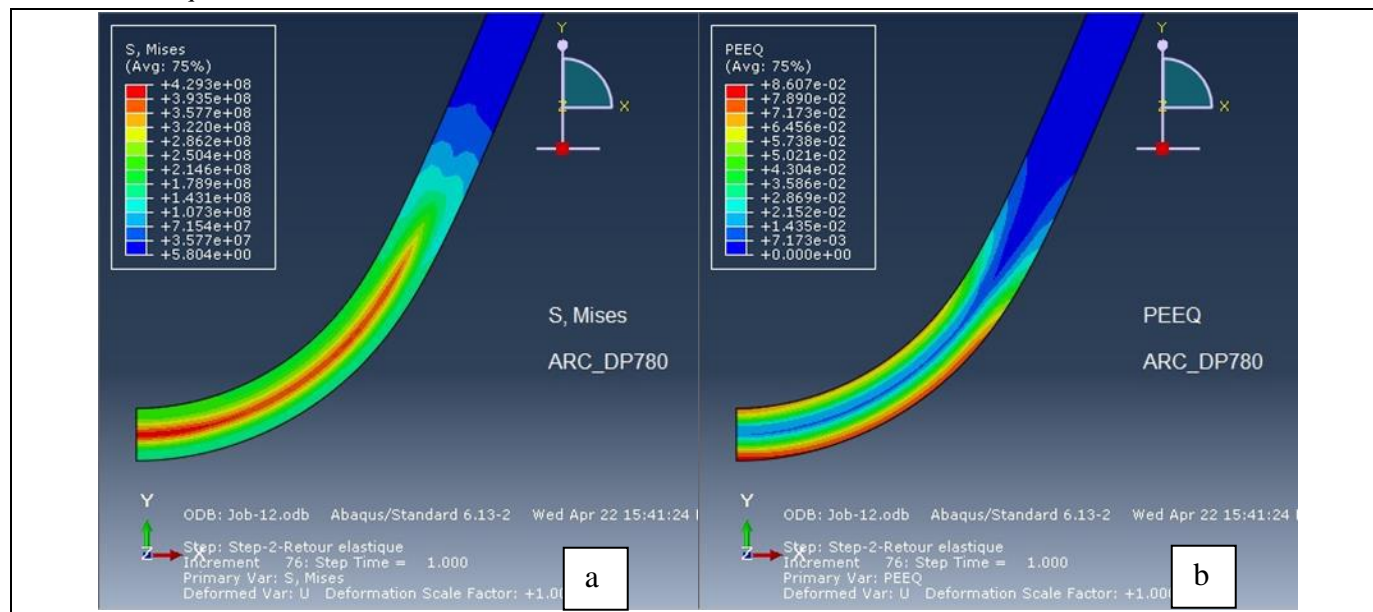 S, Mises
(Avg: 75%)
+4.293e+08
+3.935e+08
+3.577e+08
+3.220e+08
+2.862e+08
+2.504e+08
+2.146e+08
+1.789e+08
+1.431e+08
+1.073e+08
+7.154e+07
+3.577e+07
+5.804e+00
Y
Z
X
S, Mises
ARC_DP780
Y
Z
X
ODB: Job-12.odb Abaqus/Standard 6.13-2 Wed Apr 22 15:41:24
Step: Step-2-Retour elastique
Increment 76: Step Time = 1.000
Primary Var: S, Mises
Deformed Var: U Deformation Scale Factor: +1.00
a
PEEQ
(Avg: 75%)
+8.607e-02
+7.890e-02
+7.173e-02
+6.456e-02
+5.738e-02
+5.021e-02
+4.304e-02
+3.586e-02
+2.869e-02
+2.152e-02
+1.435e-02
+7.173e-03
+0.000e+00
Y
Z
X
PEEQ
ARC_DP780
Y
Z
X
ODB: Job-12.odb Abaqus/Standard 6.13-2 Wed Apr 22 15:41:24
Step: Step-2-Retour elastique
Increment 76: Step Time = 1.000
Primary Var: PEEQ
Deformed Var: U Deformation Scale Factor: +1.00
b